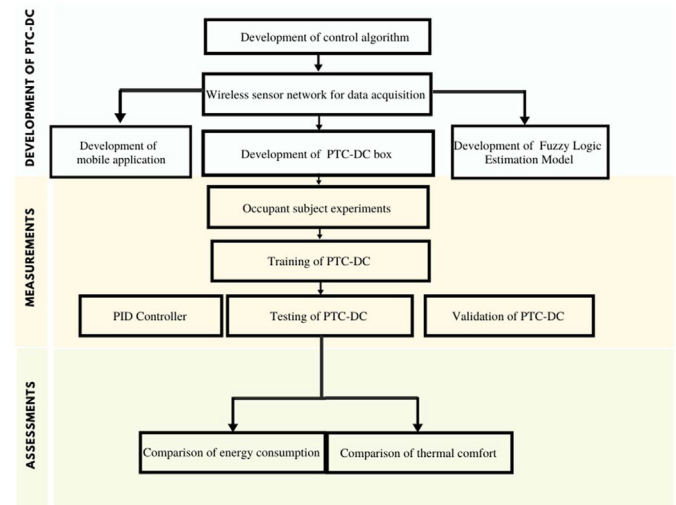 DEVELOPMENT OF PTC-DC
Development of control algorithm
Wireless sensor network for data acquisition
Development of
mobile application
Development of PTC-DC box
Development of Fuzzy Logic
Estimation Model
MEASUREMENTS
Occupant subject experiments
Training of PTC-DC
PID Controller
Testing of PTC-DC
Validation of PTC-DC
ASSESSMENTS
Comparison of energy consumption
Comparison of thermal comfort